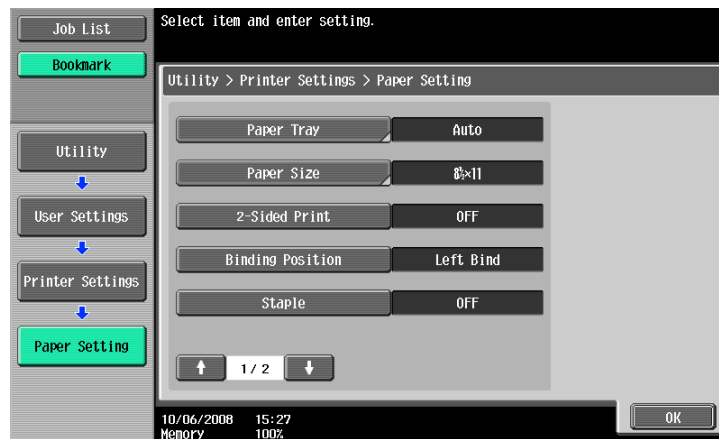 Job List
Bookmark
Utility
User Settings
Printer Settings
Paper Setting
Select item and enter setting.
Utility > Printer Settings > Paper Setting
Paper Tray Auto
Paper Size 8½×11
2-Sided Print OFF
Binding Position Left Bind
Staple OFF
1/ 2
10/06/2008 15:27
Memory 100%
OK